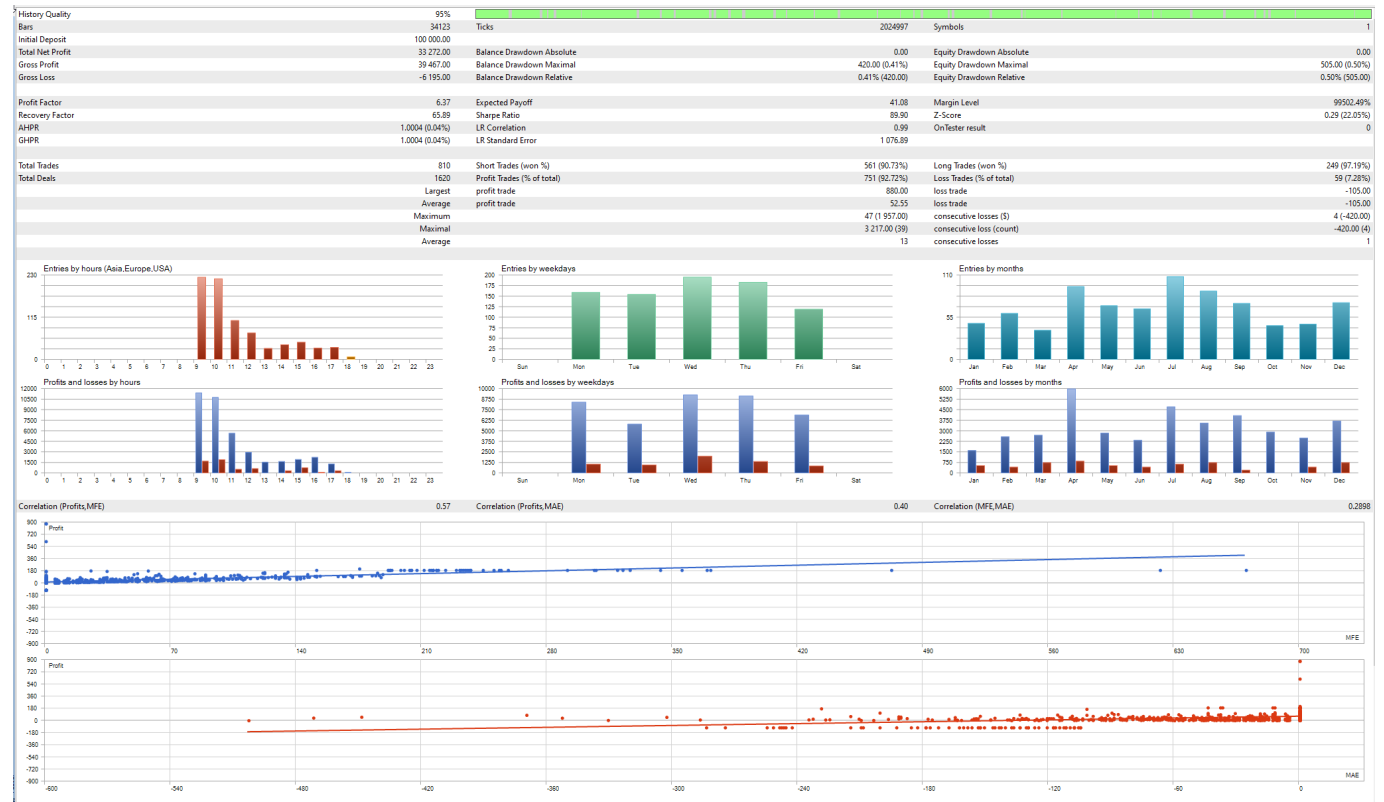 History Quality 95%
Bars 34123 Ticks 2024997 Symbols 1
Initial Deposit 100 000.00
Total Net Profit 33 272.00 Balance Drawdown Absolute 0.00 Equity Drawdown Absolute 0.00
Gross Profit 39 467.00 Balance Drawdown Maximal 420.00 (0.41%) Equity Drawdown Maximal 505.00 (0.50%)
Gross Loss -6 195.00 Balance Drawdown Relative 0.41% (420.00) Equity Drawdown Relative 0.50% (505.00)
Profit Factor 6.37 Expected Payoff 41.08 Margin Level 99502.49%
Recovery Factor 65.89 Sharpe Ratio 89.90 Z-Score 0.29 (22.05%)
AHPR 1.0004 (0.04%) LR Correlation 0.99 OnTester result 0
GHPR 1.0004 (0.04%) LR Standard Error 1 076.89
Total Trades 810 Short Trades (won %) 561 (90.73%) Long Trades (won %) 249 (97.19%)
Total Deals 1620 Profit Trades (% of total) 751 (92.72%) Loss Trades (% of total) 59 (7.28%)
Largest profit trade 880.00 loss trade -105.00
Average profit trade 52.55 loss trade -105.00
Maximum 47 (1 957.00) consecutive losses ($) 4 (-420.00)
Maximal 3 217.00 (39) consecutive loss (count) -420.00 (4)
Average 13 consecutive losses 1
Entries by hours (Asia,Europe,USA) Entries by weekdays Entries by months
230 200 110
175
150
125
115 100 55
75
50
25
0 0 0
0 1 2 3 4 5 6 7 8 9 10 11 12 13 14 15 16 17 18 19 20 21 22 23 Sun Mon Tue Wed Thu Fri Sat Jan Feb Mar Apr May Jun Jul Aug Sep Oct Nov Dec
Profits and losses by hours Profits and losses by weekdays Profits and losses by months
12000 10000 6000
10500 8750 5250
9000 7500 4500
7500 6250 3750
6000 5000 3000
4500 3750 2250
3000 2500 1500
1500 1250 750
0 0 0
0 1 2 3 4 5 6 7 8 9 10 11 12 13 14 15 16 17 18 19 20 21 22 23 Sun Mon Tue Wed Thu Fri Sat Jan Feb Mar Apr May Jun Jul Aug Sep Oct Nov Dec
Correlation (Profits,MFE) 0.57 Correlation (Profits,MAE) 0.40 Correlation (MFE,MAE) 0.2898
900 Profit
720
540
360
180
0
-180
-360
-540
-720
-900 MFE
0 70 140 210 280 350 420 490 560 630 700
900 Profit
720
540
360
180
0
-180
-360
-540
-720
-900 MAE
-600 -540 -480 -420 -360 -300 -240 -180 -120 -60 0